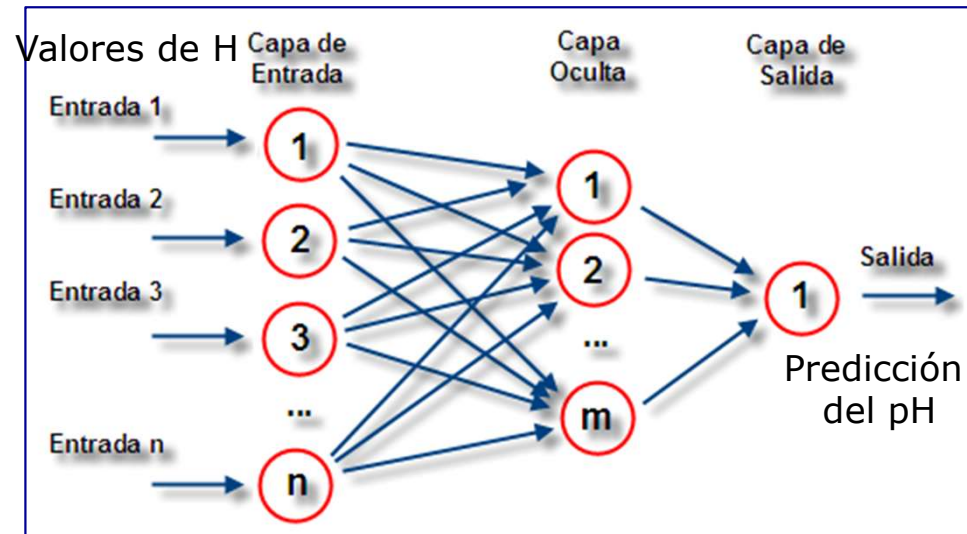 Valores de H
Capa de
Entrada
Capa
Oculta
Capa de
Salida
Entrada 1
1
Entrada 2
2
Entrada 3
3
...
Entrada n
n
1
2
...
m
1
Salida
Predicción
del pH